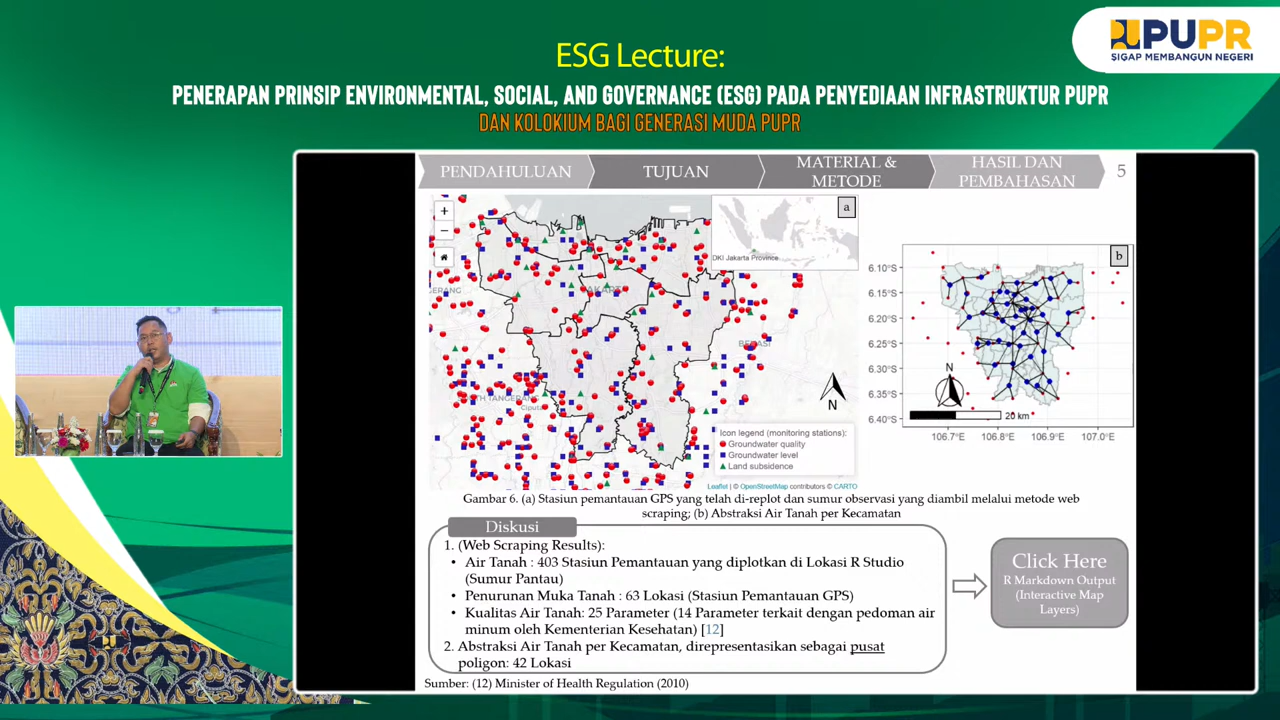 ESG Lecture:
PENERAPAN PRINSIP ENVIRONMENTAL, SOCIAL, AND GOVERNANCE (ESG) PADA PENYEDIAAN INFRASTRUKTUR PUPR
DAN KOLOKIUM BAGI GENERASI MUDA PUPR
PUPR
SIGAP MEMBANGUN NEGERI
PENDAHULUAN
TUJUAN
MATERIAL &
METODE
HASIL DAN
PEMBAHASAN
5
+
−
a
DKI Jakarta Province
BEKASI
Ciputat
N
Icon legend (monitoring stations):
Groundwater quality
Groundwater level
Land subsidence
Leaflet | © OpenStreetMap contributors © CARTO
b
6.10°S
6.15°S
6.20°S
6.25°S
6.30°S
6.35°S
6.40°S
N
20 km
106.7°E 106.8°E 106.9°E 107.0°E
Gambar 6. (a) Stasiun pemantauan GPS yang telah di-replot dan sumur observasi yang diambil melalui metode web
scraping; (b) Abstraksi Air Tanah per Kecamatan
Diskusi
1. (Web Scraping Results):
• Air Tanah : 403 Stasiun Pemantauan yang diplotkan di Lokasi R Studio
(Sumur Pantau)
• Penurunan Muka Tanah : 63 Lokasi (Stasiun Pemantauan GPS)
• Kualitas Air Tanah: 25 Parameter (14 Parameter terkait dengan pedoman air
minum oleh Kementerian Kesehatan) [12]
2. Abstraksi Air Tanah per Kecamatan, direpresentasikan sebagai pusat
poligon: 42 Lokasi
Click Here
R Markdown Output
(Interactive Map
Layers)
Sumber: (12) Minister of Health Regulation (2010)